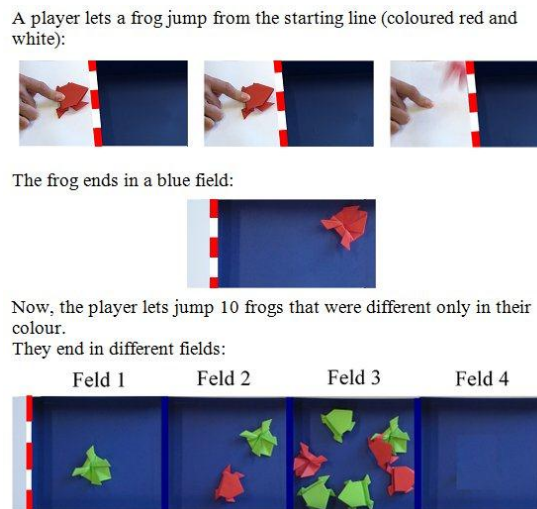 A player lets a frog jump from the starting line (coloured red and
white):
The frog ends in a blue field:
Now, the player lets jump 10 frogs that were different only in their
colour.
They end in different fields:
Feld 1 Feld 2 Feld 3 Feld 4